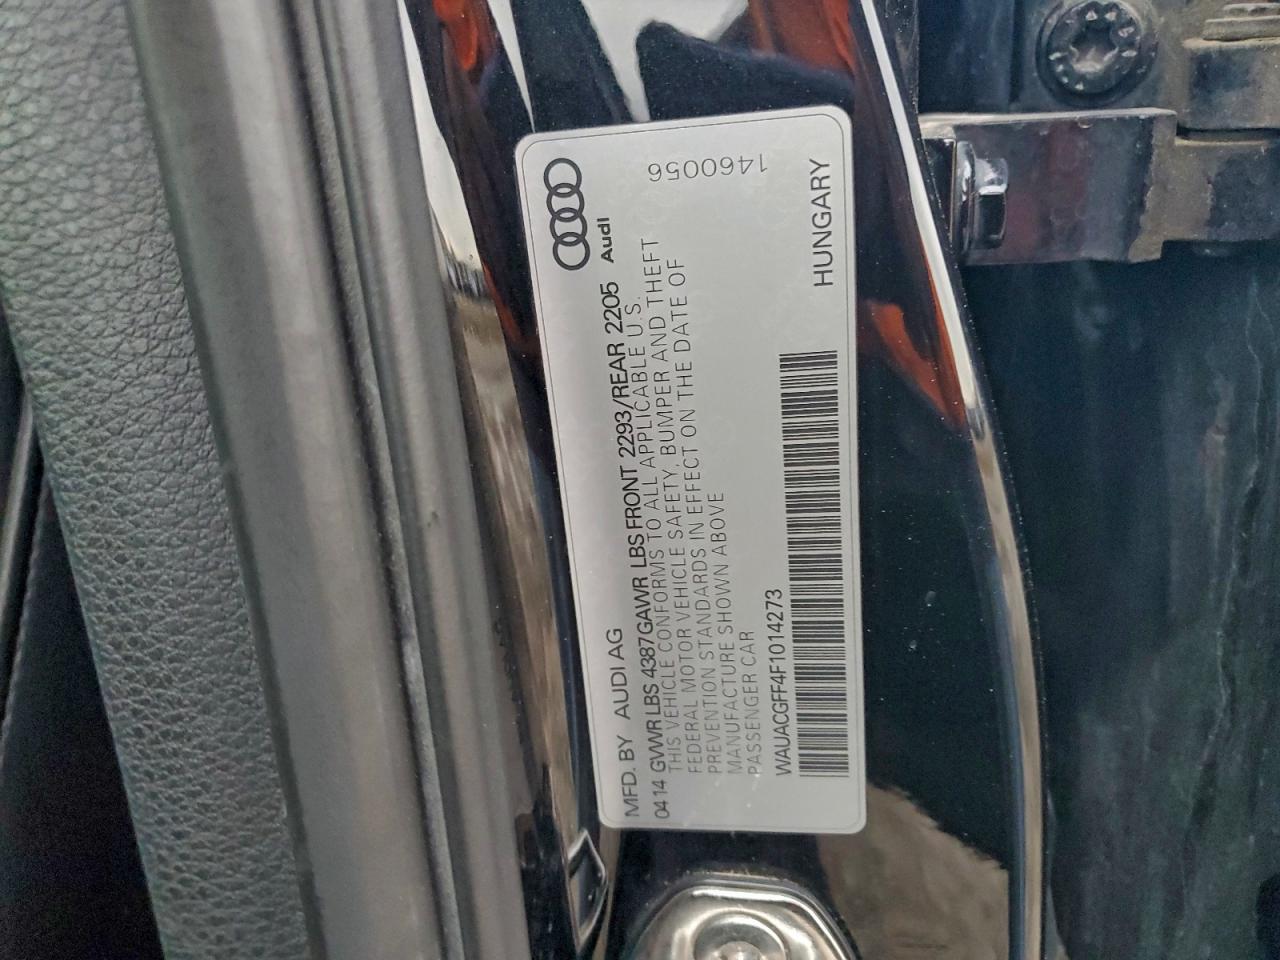 MFD. BY AUDI AG
Audi
04 14 GVWR LBS 4387GAWR LBS FRONT 2293/REAR 2205
THIS VEHICLE CONFORMS TO ALL APPLICABLE U.S.
FEDERAL MOTOR VEHICLE SAFETY, BUMPER AND THEFT
PREVENTION STANDARDS IN EFFECT ON THE DATE OF
MANUFACTURE SHOWN ABOVE
PASSENGER CAR
1460056
WAUACGFF4F1014273
HUNGARY